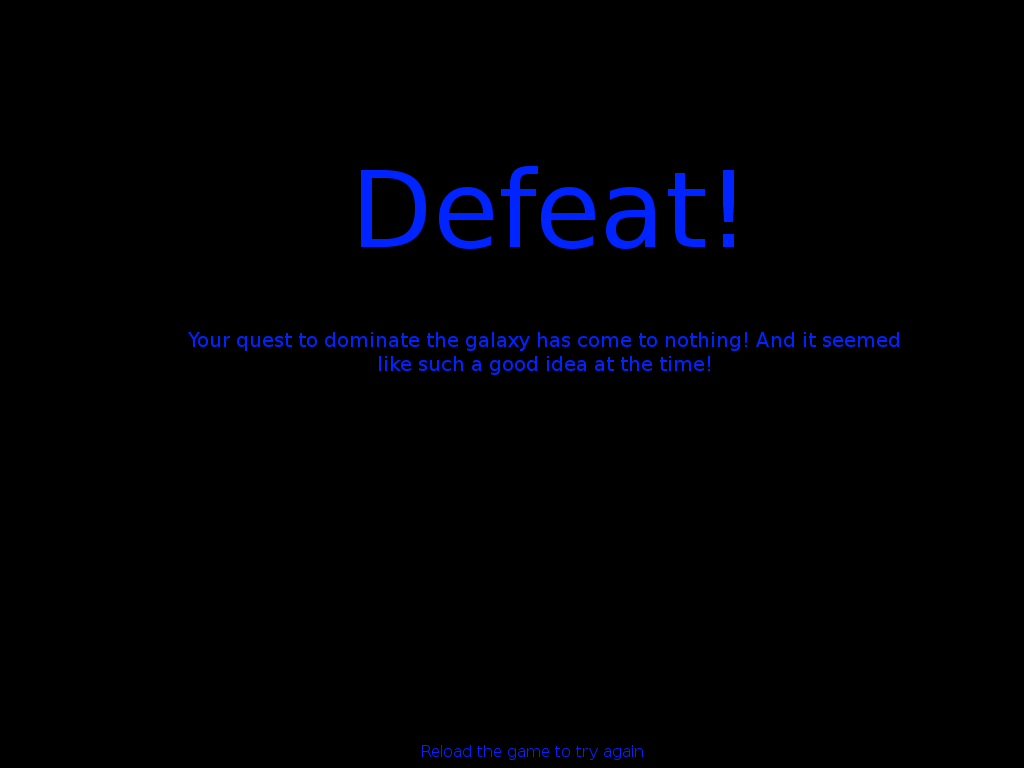 Defeat!
Your quest to dominate the galaxy has come to nothing! And it seemed
like such a good idea at the time!
Reload the game to try again